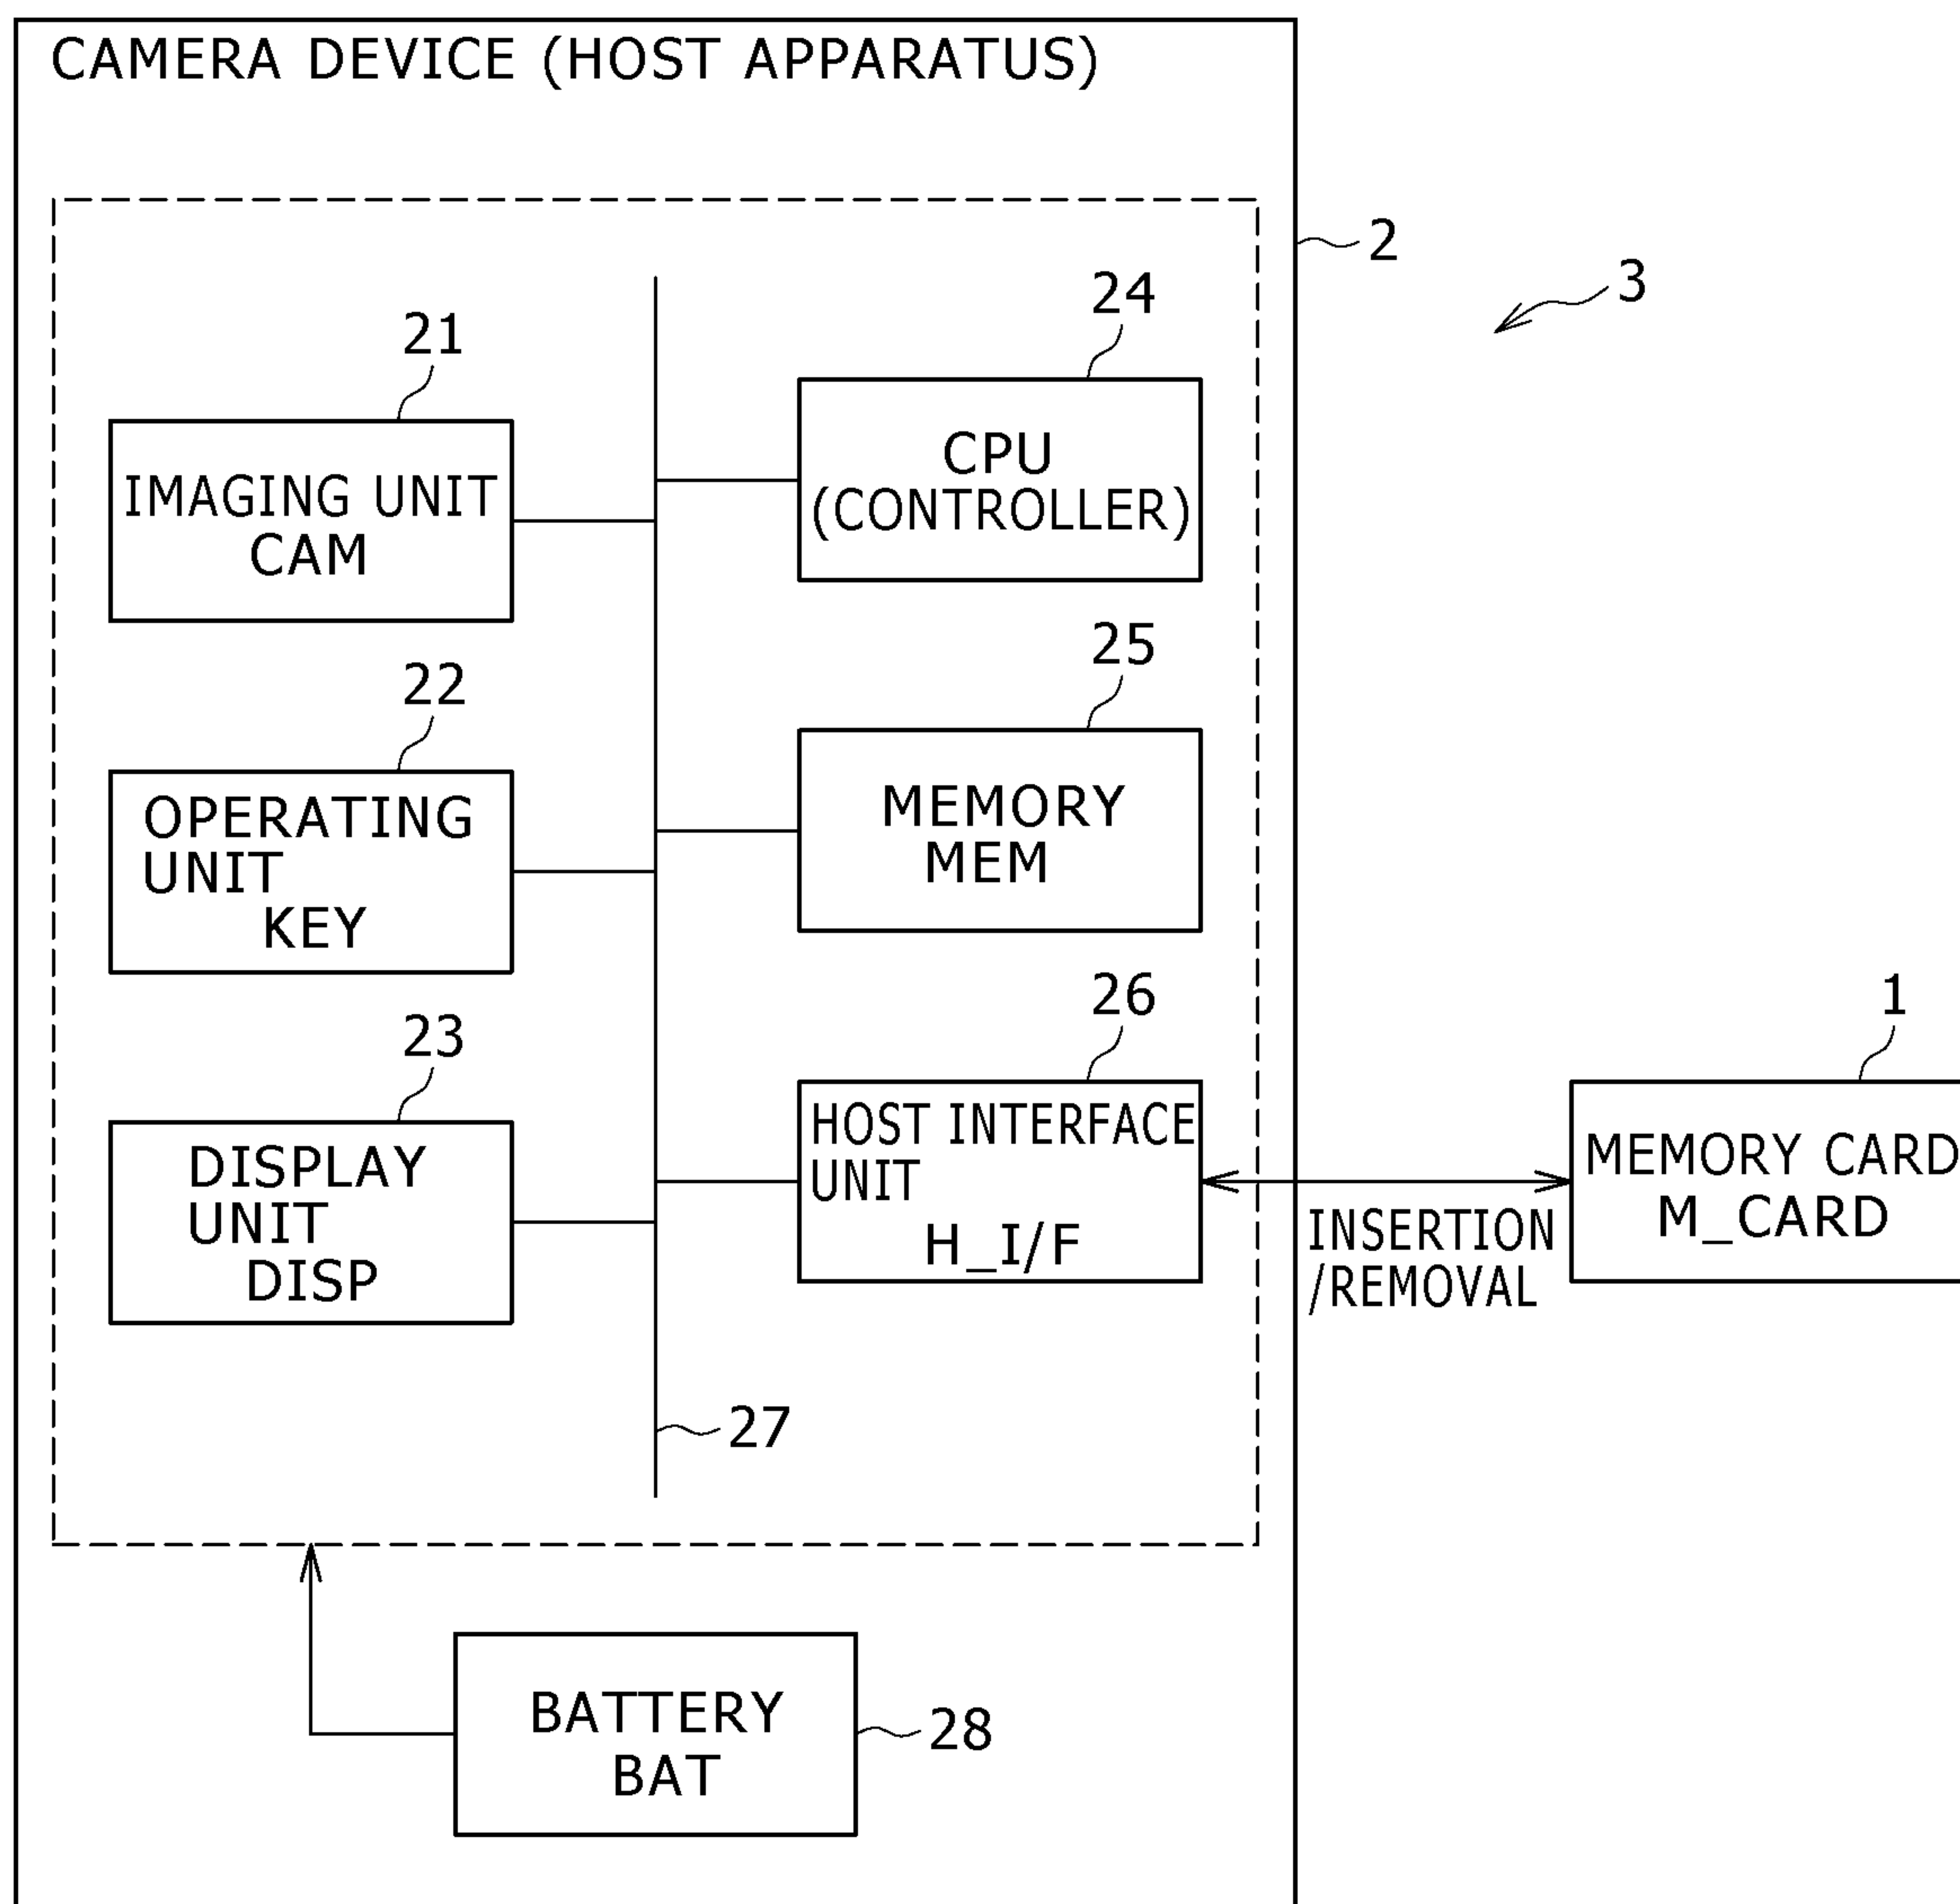 CAMERA DEVICE (HOST APPARATUS)
2
3
21
IMAGING UNIT
CAM
24
CPU
(CONTROLLER)
22
OPERATING
UNIT
KEY
25
MEMORY
MEM
23
DISPLAY
UNIT
DISP
26
HOST INTERFACE
UNIT
H_I/F
INSERTION
/REMOVAL
1
MEMORY CARD
M_CARD
27
BATTERY
BAT
28